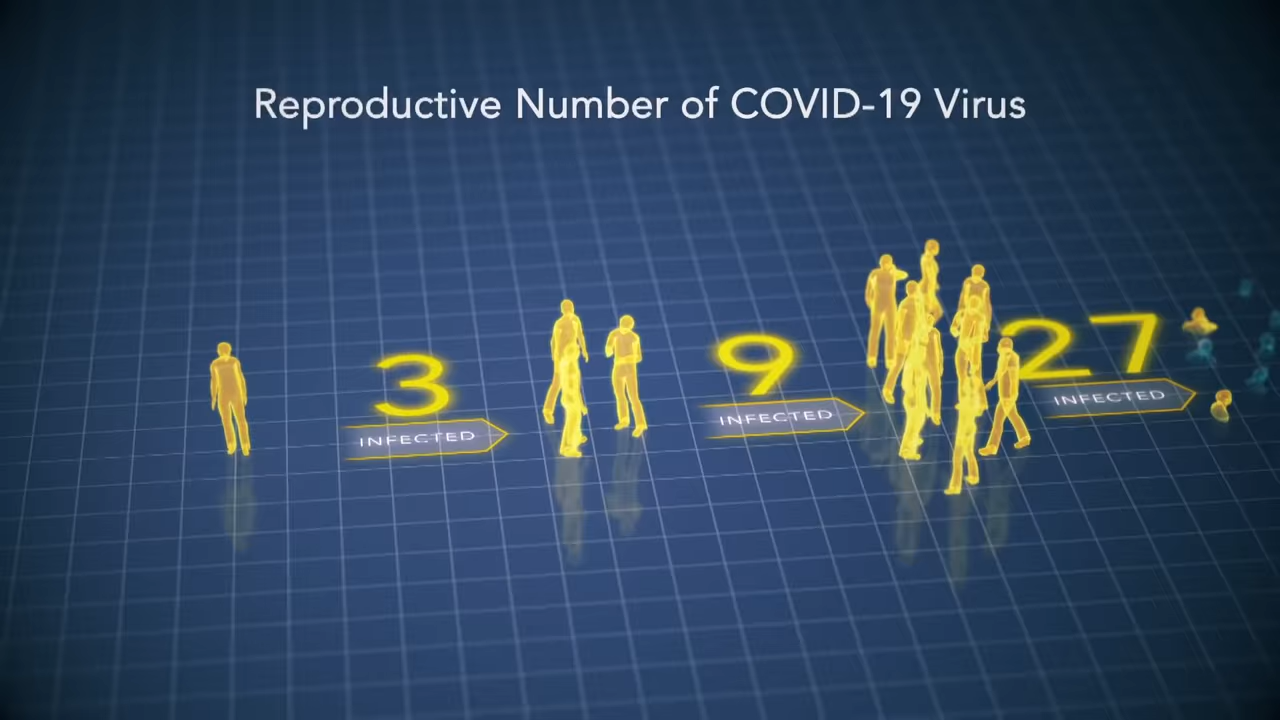 Reproductive Number of COVID-19 Virus
3
INFECTED
9
INFECTED
27
INFECTED